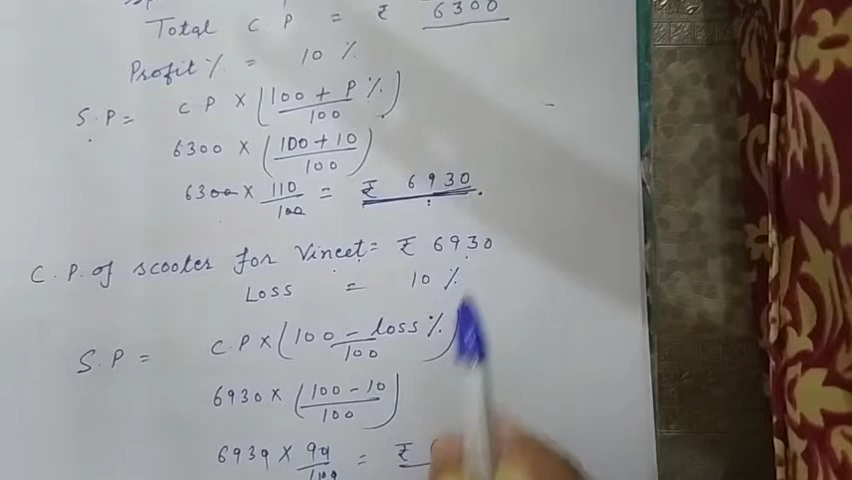 Total C P = ₹ 6300
Profit % = 10 %
S.P = C P × (100 + P % / 100)
6300 × (100 + 10 / 100)
6300 × 110/100 = ₹ 6930.
C.P. of scooter for Vineet = ₹ 6930
Loss = 10 %
S.P = C.P × (100 - loss % / 100)
6930 × (100 - 10 / 100)
6930 × 90/100 = ₹